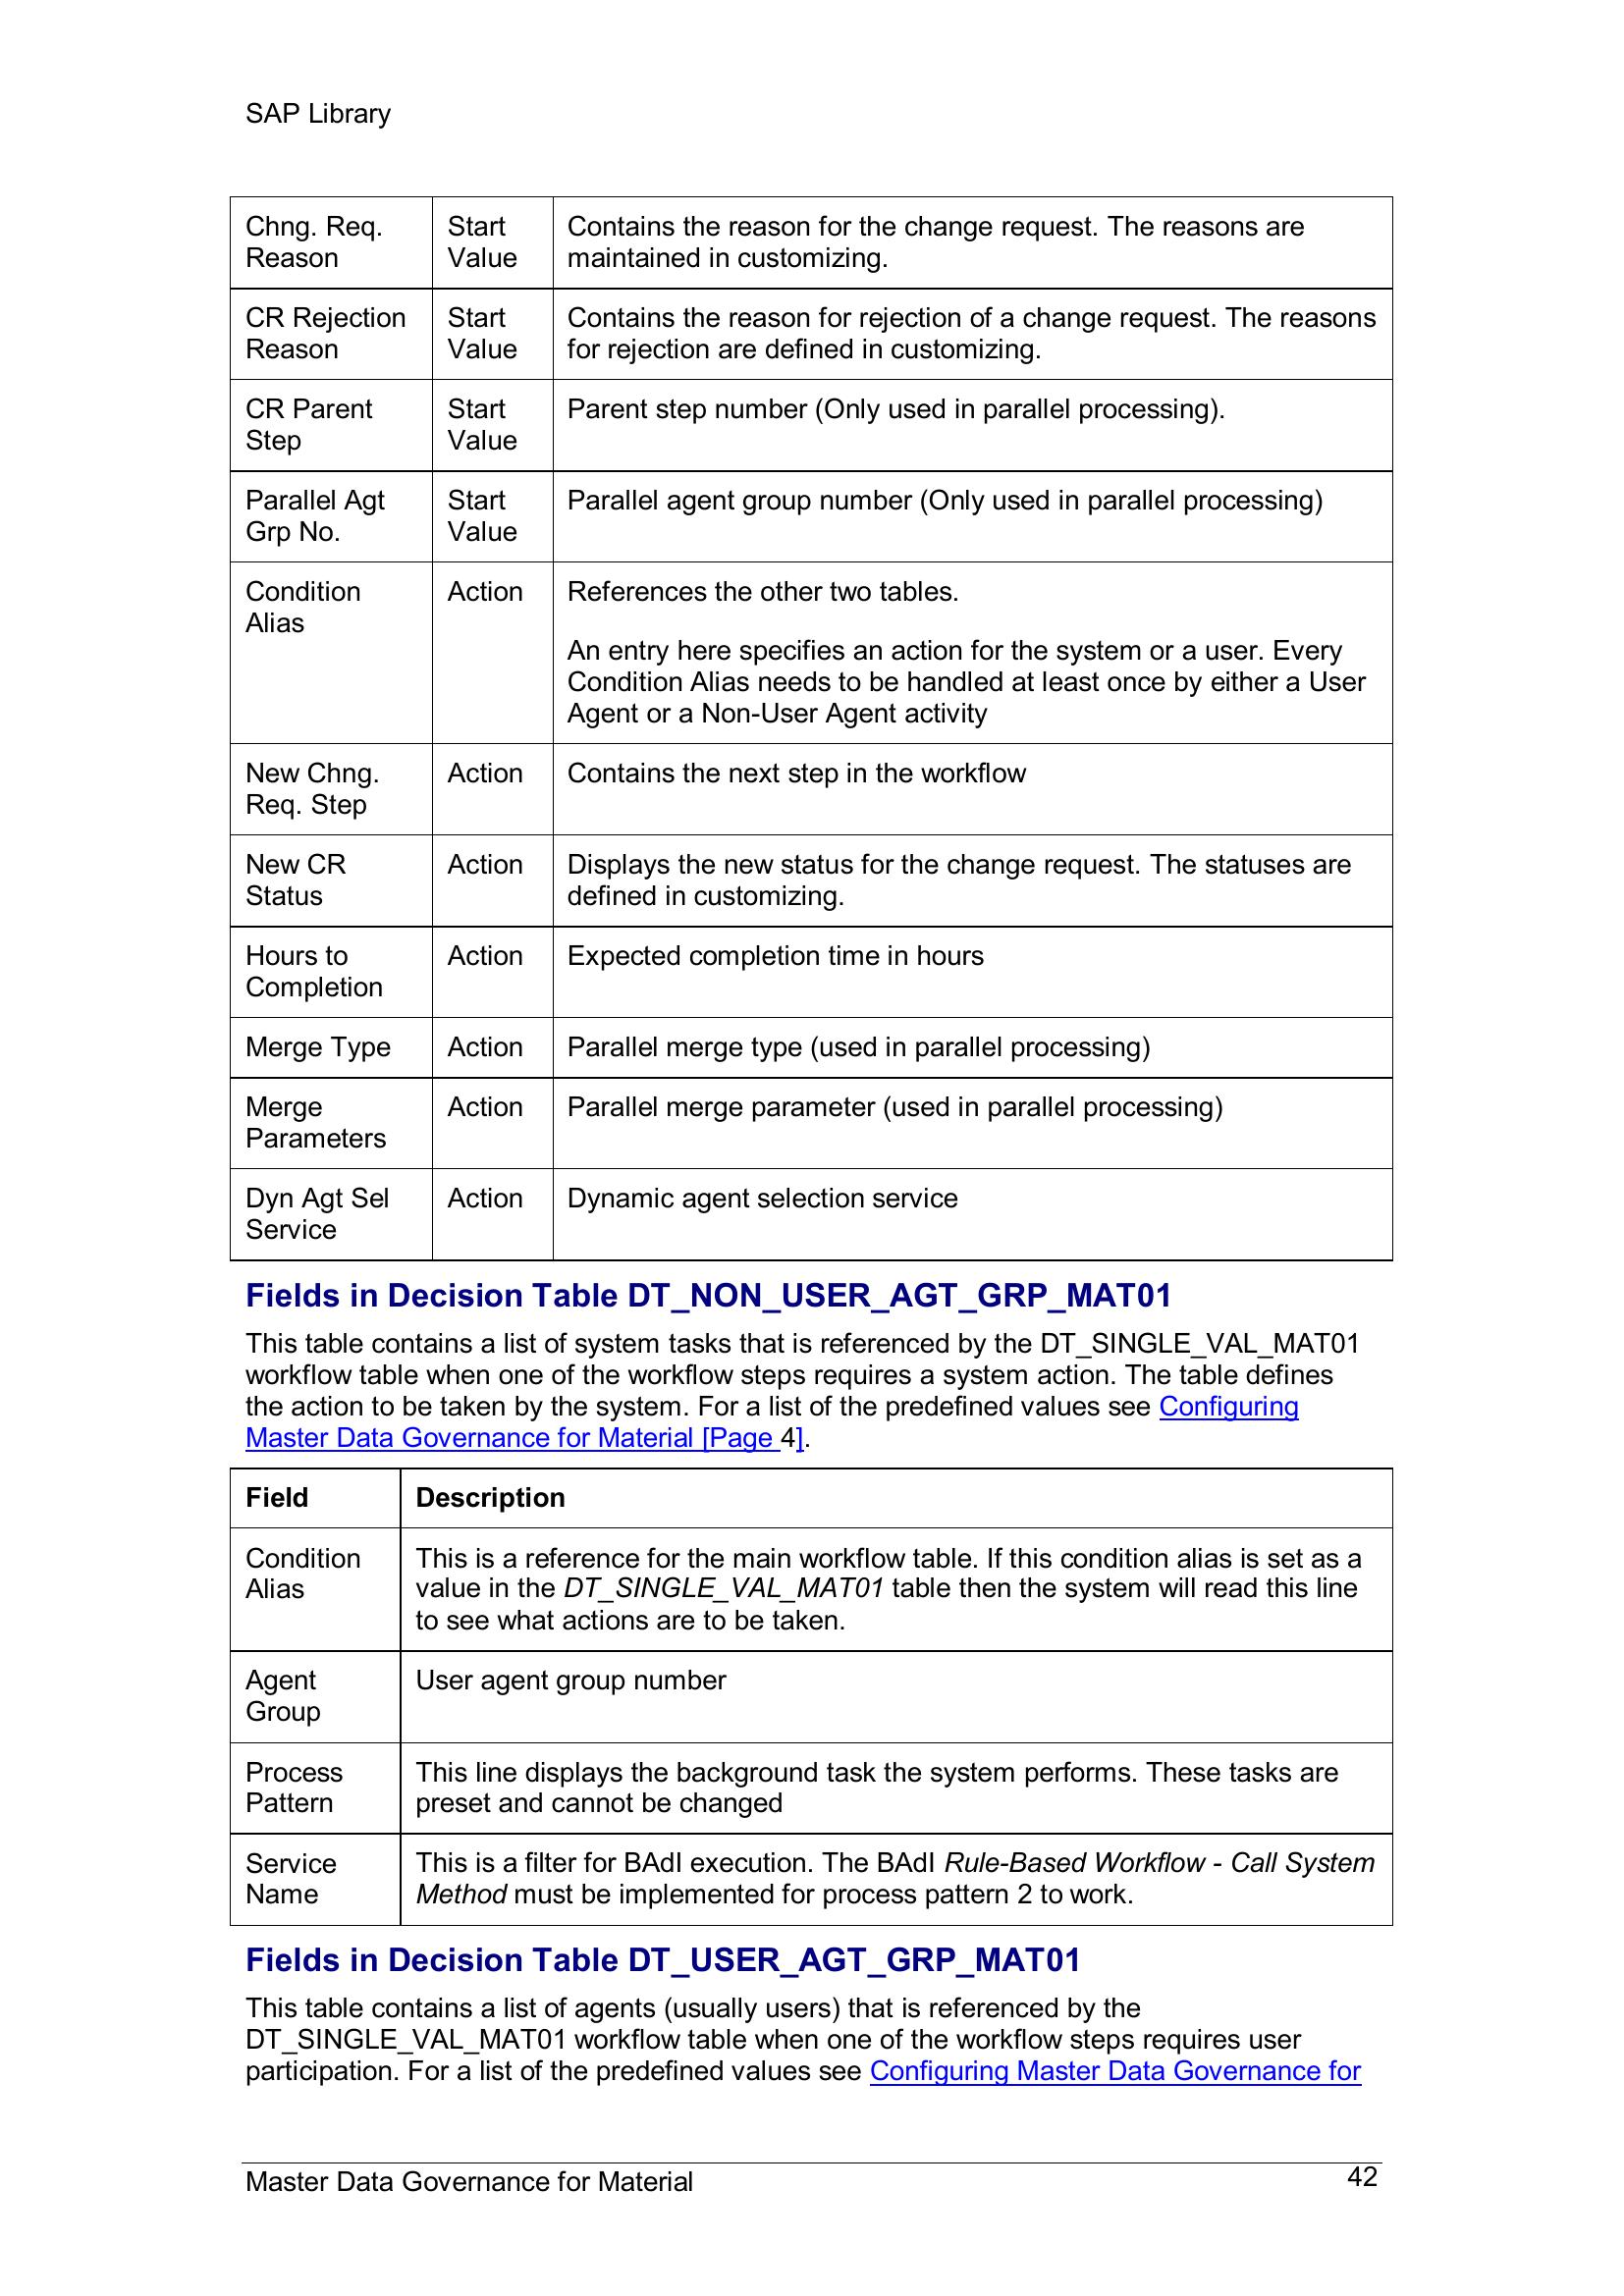 SAP Library
Chng. Req. Start Contains the reason for the change request. The reasons are
Reason Value maintained in customizing.
CR Rejection Start Contains the reason for rejection of a change request. The reasons
Reason Value for rejection are defined in customizing.
CR Parent Start Parent step number (Only used in parallel processing).
Step Value
Parallel Agt Start Parallel agent group number (Only used in parallel processing)
Grp No. Value
Condition Action References the other two tables.
Alias
An entry here specifies an action for the system or a user. Every
Condition Alias needs to be handled at least once by either a User
Agent or a Non-User Agent activity
New Chng. Action Contains the next step in the workflow
Req. Step
New CR Action Displays the new status for the change request. The statuses are
Status defined in customizing.
Hours to Action Expected completion time in hours
Completion
Merge Type Action Parallel merge type (used in parallel processing)
Merge Action Parallel merge parameter (used in parallel processing)
Parameters
Dyn Agt Sel Action Dynamic agent selection service
Service
Fields in Decision Table DT_NON_USER_AGT_GRP_MAT01
This table contains a list of system tasks that is referenced by the DT_SINGLE_VAL_MAT01
workflow table when one of the workflow steps requires a system action. The table defines
the action to be taken by the system. For a list of the predefined values see Configuring
Master Data Governance for Material [Page 4].
Field Description
Condition This is a reference for the main workflow table. If this condition alias is set as a
Alias value in the DT_SINGLE_VAL_MAT01 table then the system will read this line
to see what actions are to be taken.
Agent User agent group number
Group
Process This line displays the background task the system performs. These tasks are
Pattern preset and cannot be changed
Service This is a filter for BAdI execution. The BAdI Rule-Based Workflow - Call System
Name Method must be implemented for process pattern 2 to work.
Fields in Decision Table DT_USER_AGT_GRP_MAT01
This table contains a list of agents (usually users) that is referenced by the
DT_SINGLE_VAL_MAT01 workflow table when one of the workflow steps requires user
participation. For a list of the predefined values see Configuring Master Data Governance for
Master Data Governance for Material 42